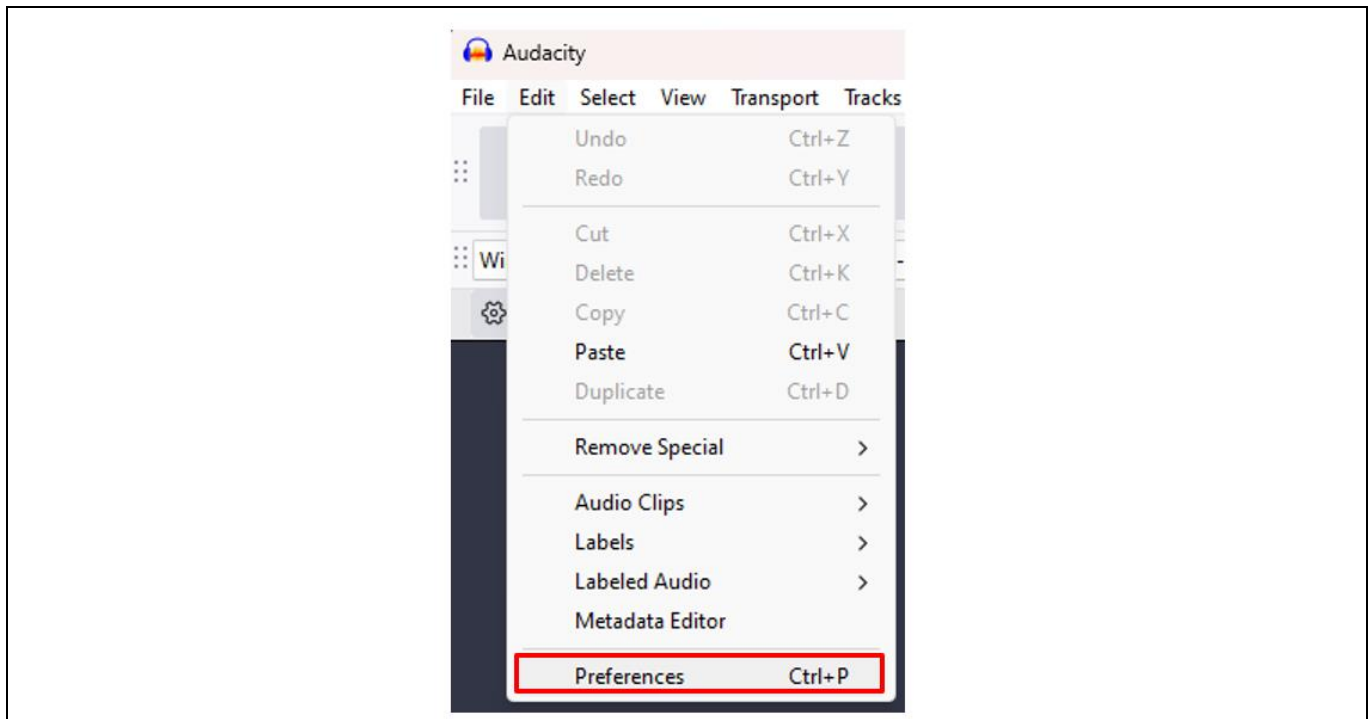 Audacity
File Edit Select View Transport Tracks
Undo Ctrl+Z
Redo Ctrl+Y
Cut Ctrl+X
Wi
Delete Ctrl+K
Copy Ctrl+C
Paste Ctrl+V
Duplicate Ctrl+D
Remove Special >
Audio Clips >
Labels >
Labeled Audio >
Metadata Editor
Preferences Ctrl+P